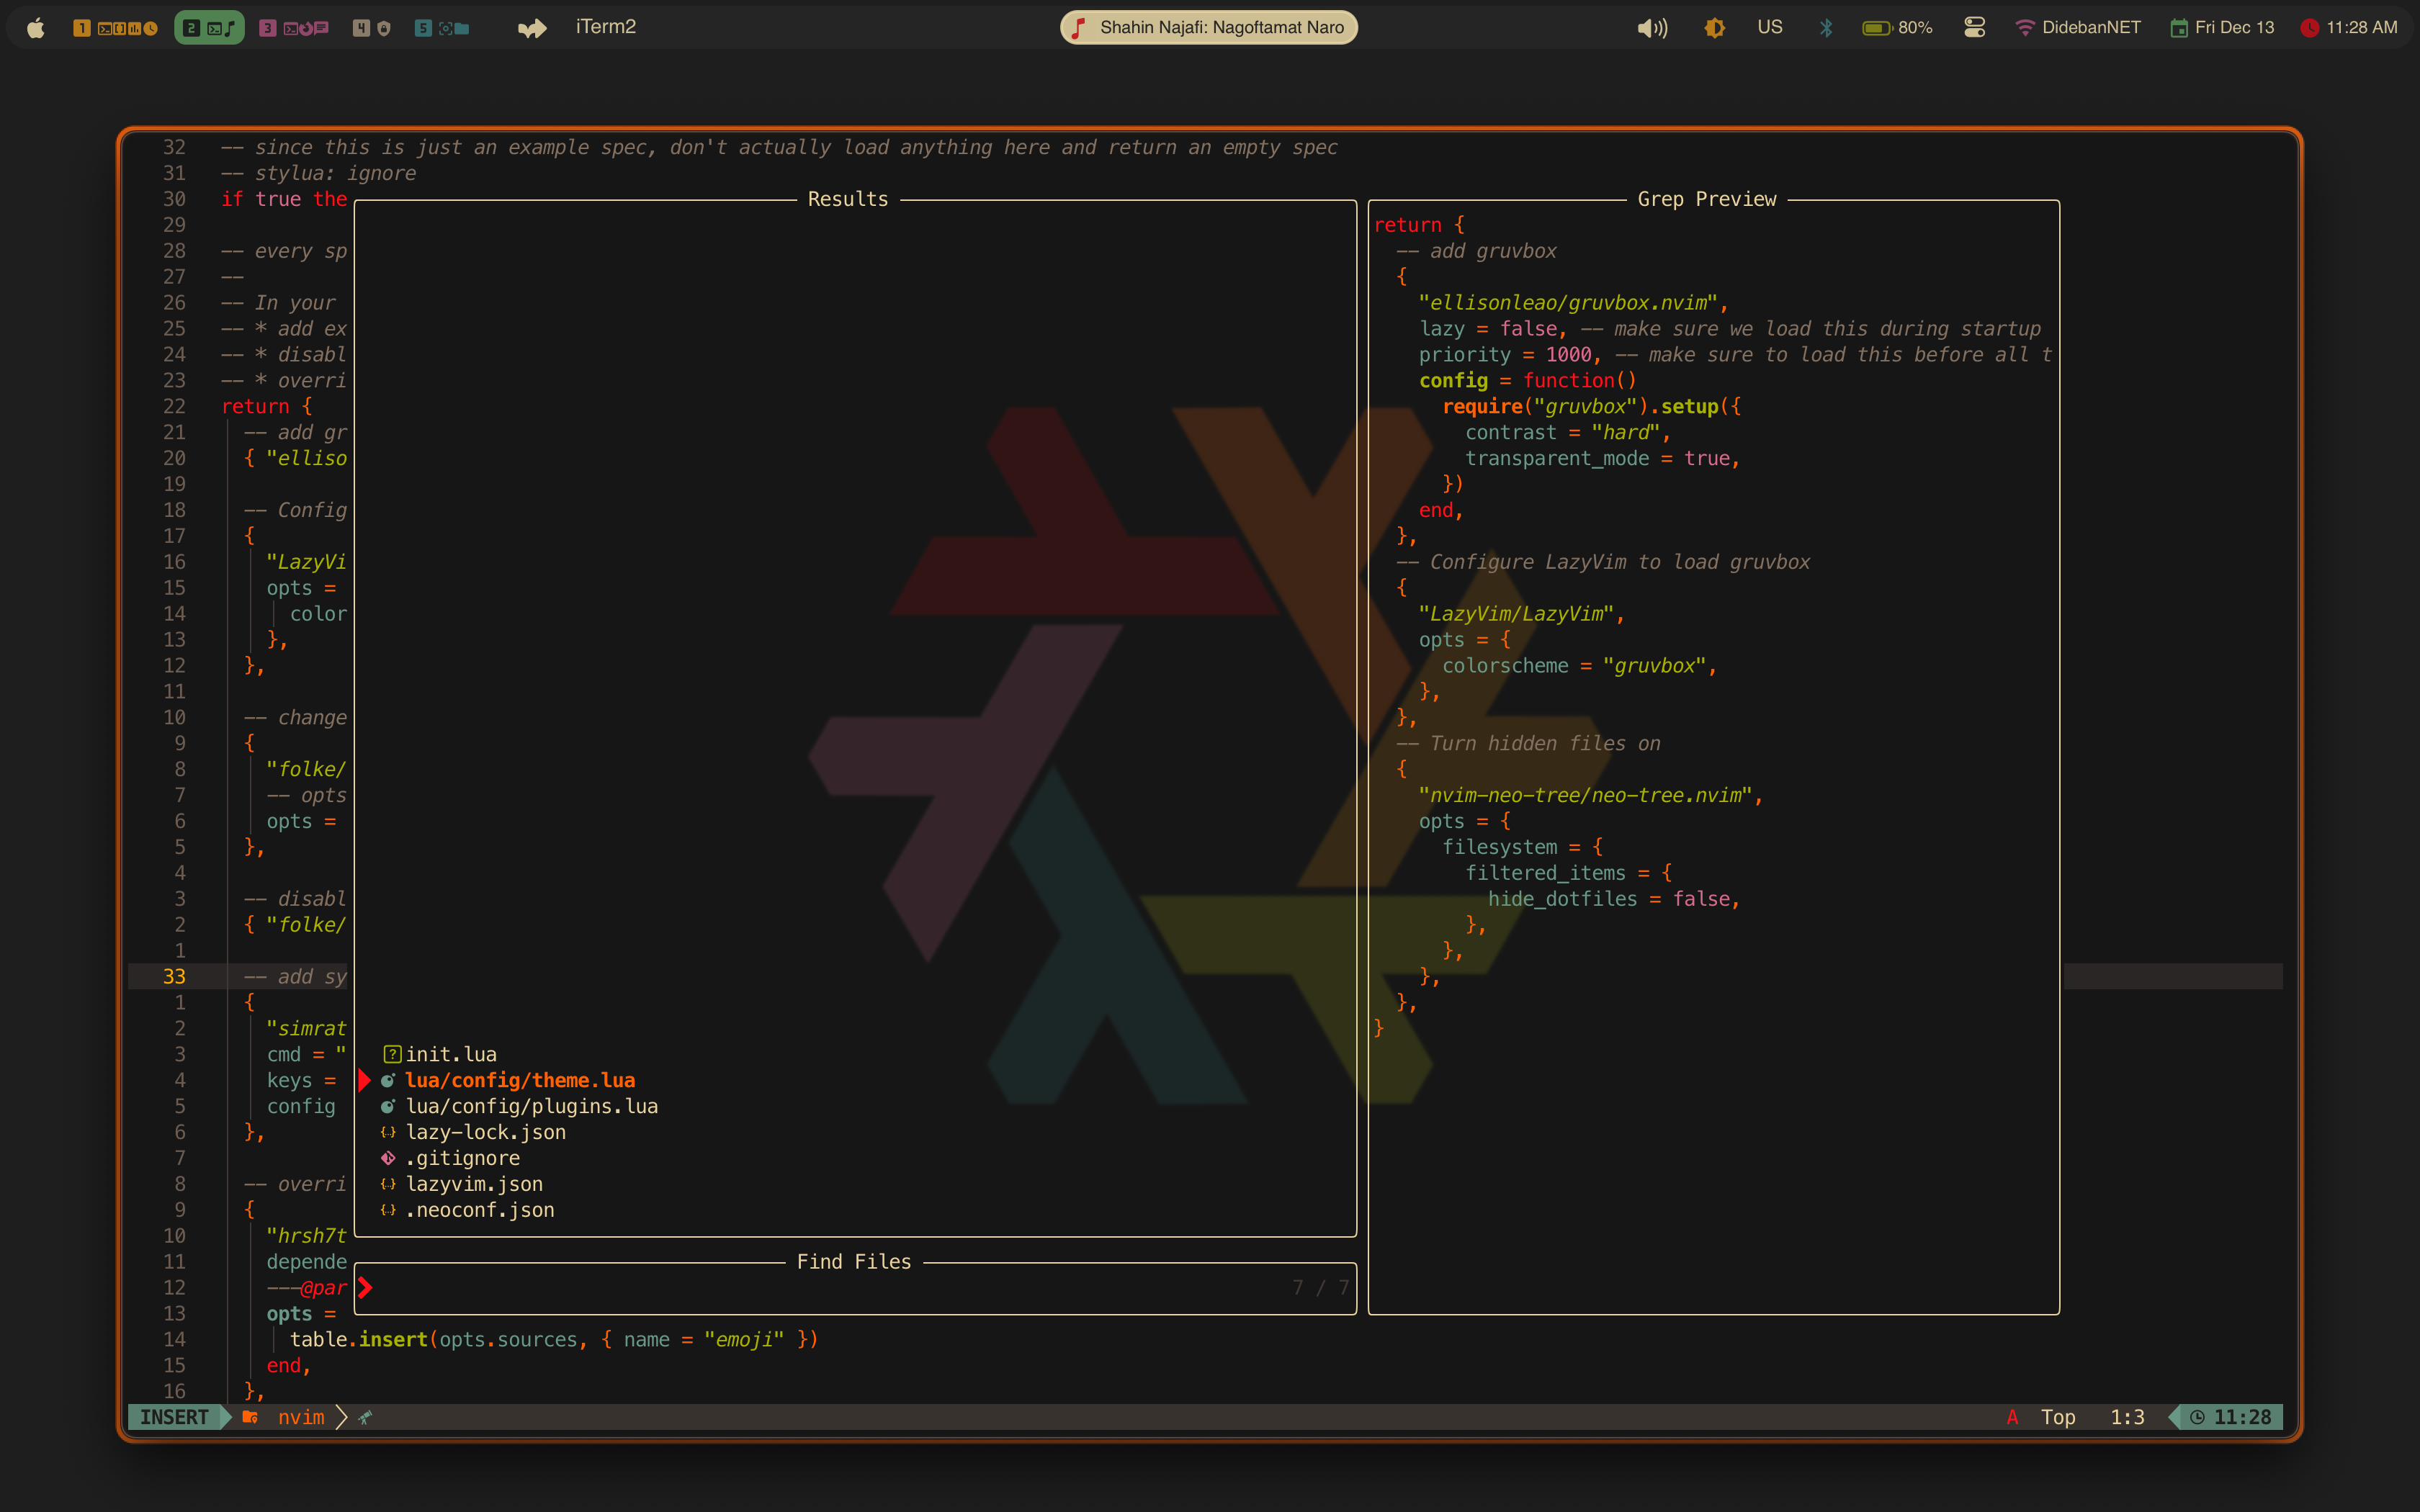 1 2 3 4 5 iTerm2 Shahin Najafi: Nagoftamat Naro US 80% DidebanNET Fri Dec 13 11:28 AM
32 -- since this is just an example spec, don't actually load anything here and return an empty spec
31 -- stylua: ignore
30 if true the
29
28 -- every sp
27 --
26 -- In your
25 -- * add ex
24 -- * disabl
23 -- * overri
22 return {
21 -- add gr
20 { "elliso
19
18 -- Config
17 {
16 "LazyVi
15 opts =
14 color
13 },
12 },
11
10 -- change
9 {
8 "folke/
7 -- opts
6 opts =
5 },
4
3 -- disabl
2 { "folke/
1
33 -- add sy
1 {
2 "simrat
3 cmd = "
4 keys =
5 config
6 },
7
8 -- overri
9 {
10 "hrsh7t
11 depende
12 ---@par
13 opts =
14 table.insert(opts.sources, { name = "emoji" })
15 end,
16 },
Results
init.lua
lua/config/theme.lua
lua/config/plugins.lua
lazy-lock.json
.gitignore
lazyvim.json
.neoconf.json
Find Files
7 / 7
Grep Preview
return {
-- add gruvbox
{
"ellisonleao/gruvbox.nvim",
lazy = false, -- make sure we load this during startup
priority = 1000, -- make sure to load this before all t
config = function()
require("gruvbox").setup({
contrast = "hard",
transparent_mode = true,
})
end,
},
-- Configure LazyVim to load gruvbox
{
"LazyVim/LazyVim",
opts = {
colorscheme = "gruvbox",
},
},
-- Turn hidden files on
{
"nvim-neo-tree/neo-tree.nvim",
opts = {
filesystem = {
filtered_items = {
hide_dotfiles = false,
},
},
},
},
}
INSERT nvim A Top 1:3 11:28